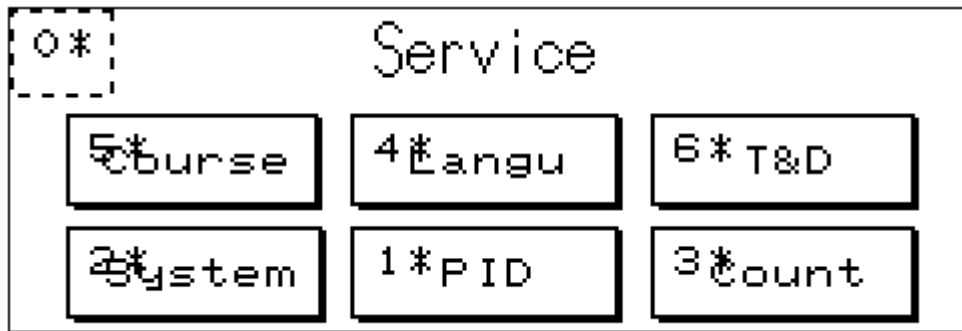 0* Service
5* Course 4* Langu 6* T&D
2* System 1* PID 3* Count